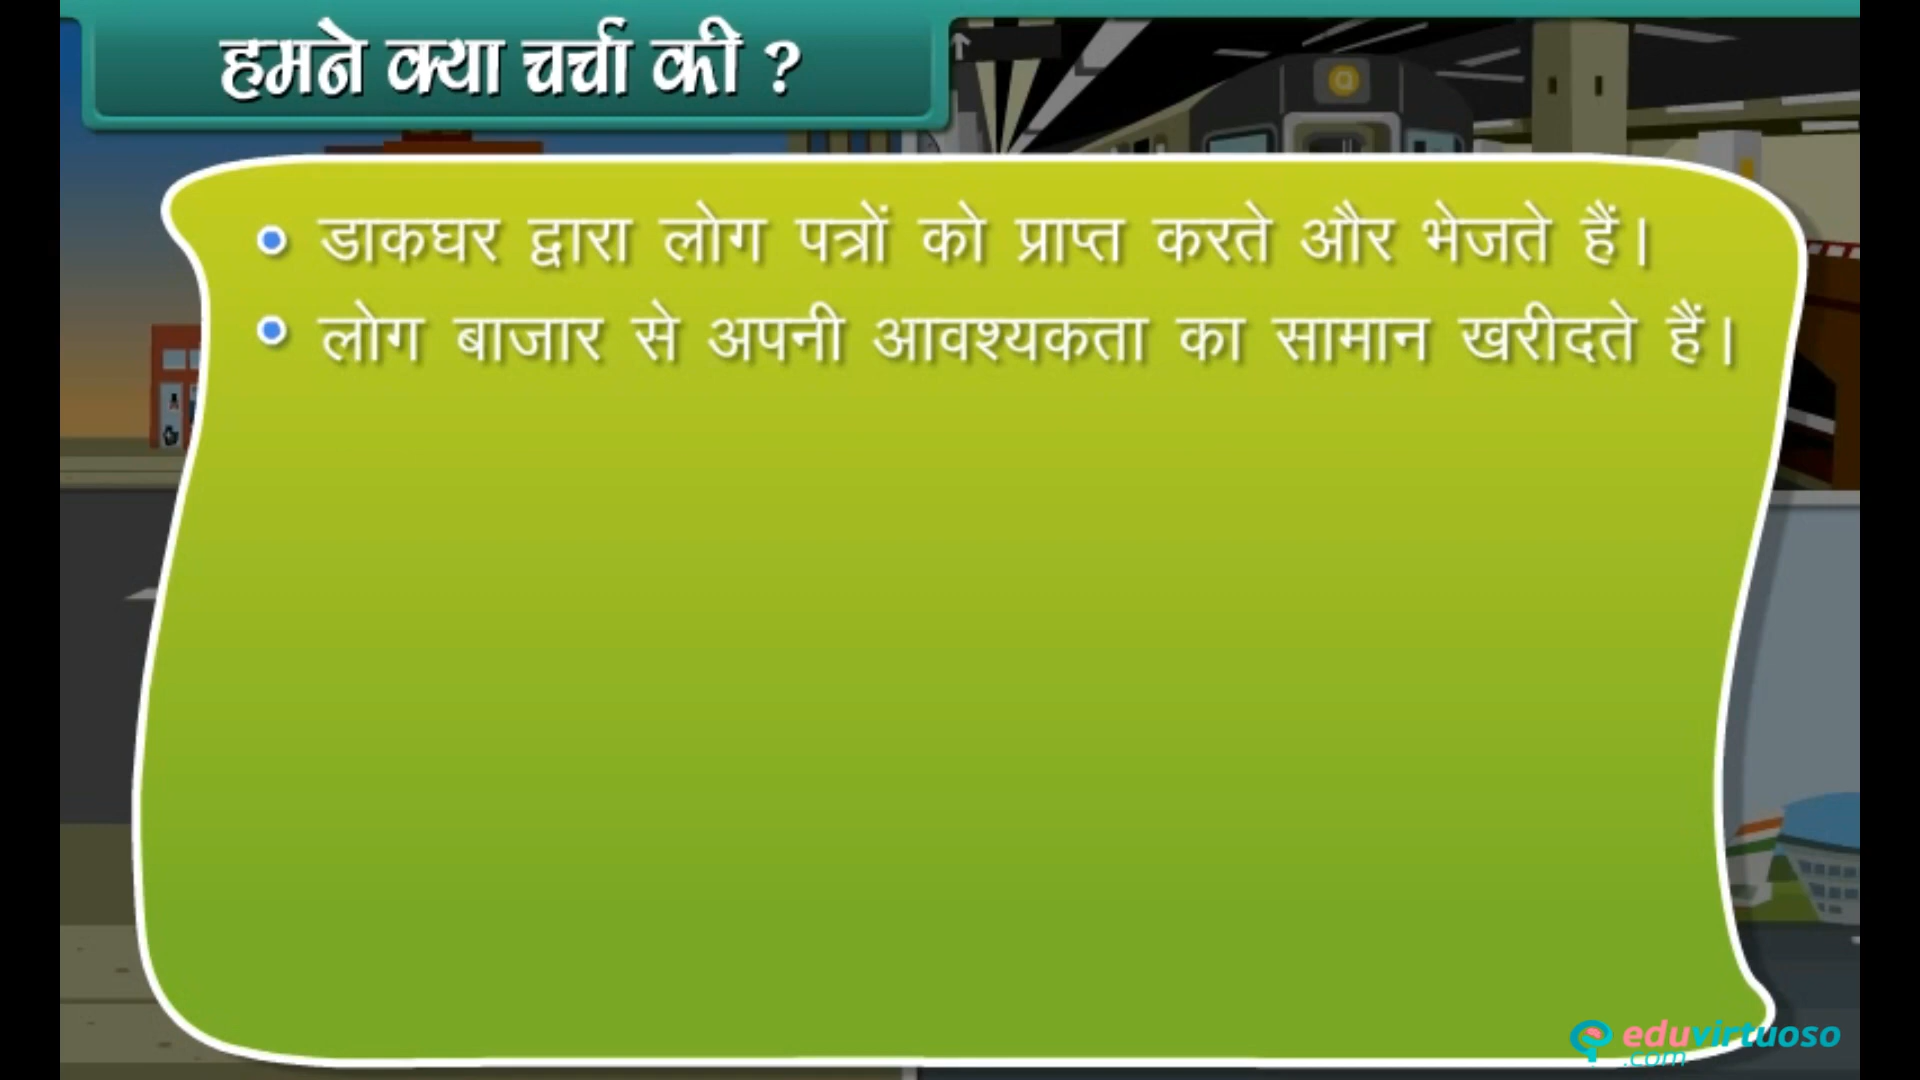 हमने क्या चर्चा की ?
डाकघर द्वारा लोग पत्रों को प्राप्त करते और भेजते हैं।
लोग बाजार से अपनी आवश्यकता का सामान खरीदते हैं।
eduvirtuoso
.com